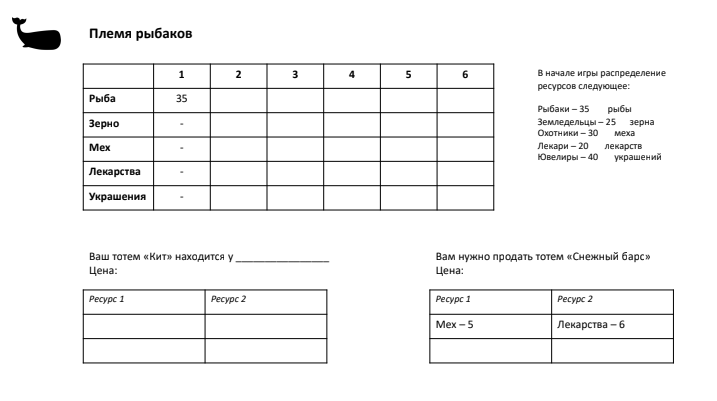 Племя рыбаков
1 2 3 4 5 6
Рыба 35
Зерно -
Мех -
Лекарства -
Украшения -
В начале игры распределение
ресурсов следующее:
Рыбаки – 35 рыбы
Земледельцы – 25 зерна
Охотники – 30 меха
Лекари – 20 лекарств
Ювелиры – 40 украшений
Ваш тотем «Кит» находится у ________________
Цена:
Ресурс 1 Ресурс 2
Вам нужно продать тотем «Снежный барс»
Цена:
Ресурс 1 Ресурс 2
Мех – 5 Лекарства – 6